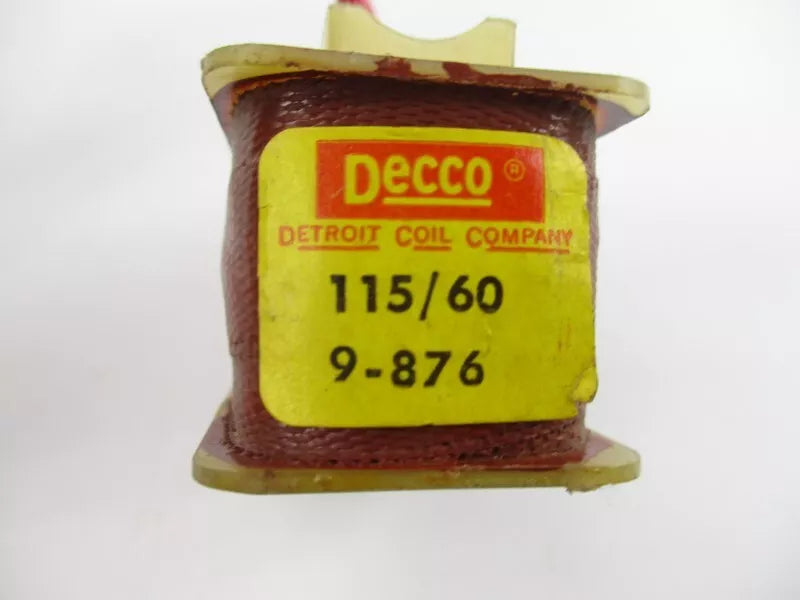 Decco ®
DETROIT COIL COMPANY
115/60
9-876